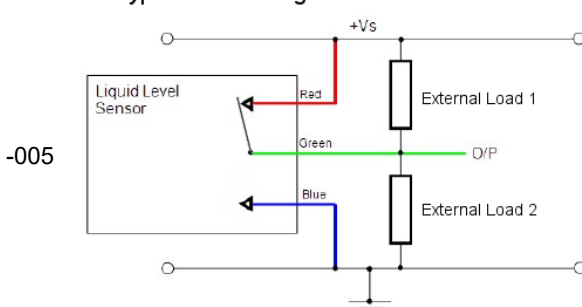 +Vs
Liquid Level
Sensor
Red
External Load 1
-005
Green
O/P
Blue
External Load 2